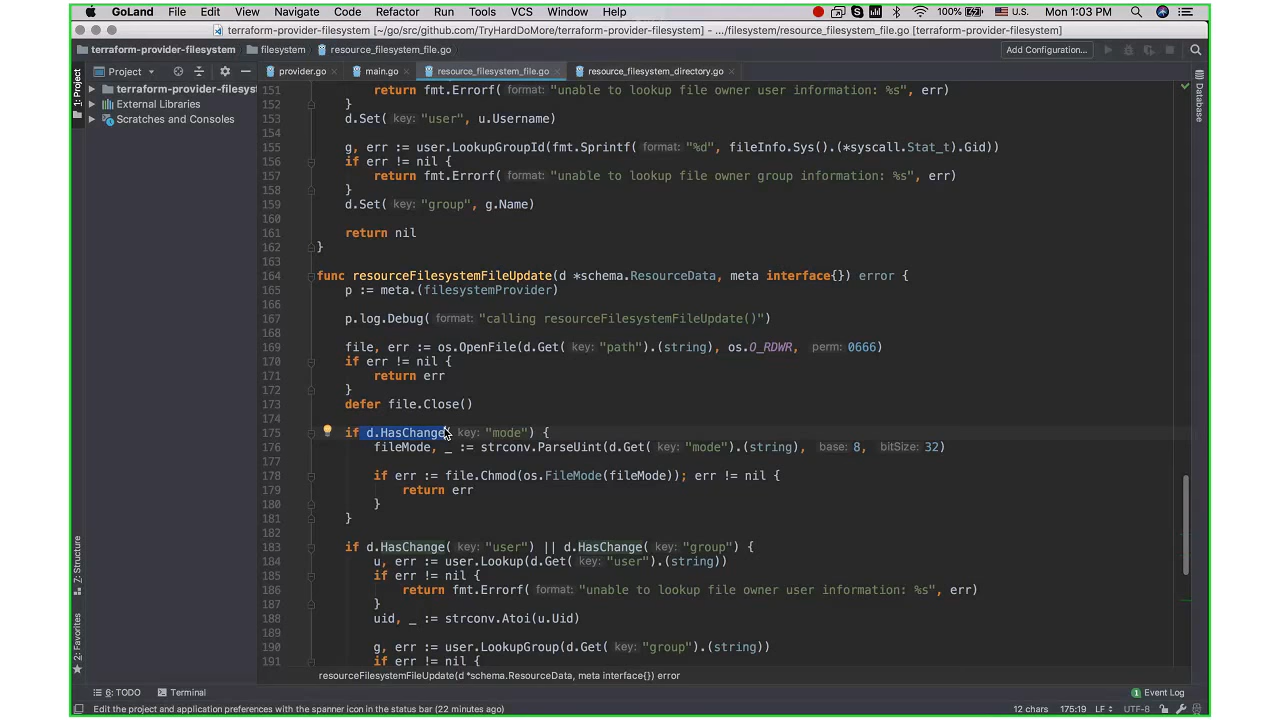 GoLand File Edit View Navigate Code Refactor Run Tools VCS Window Help 100% U.S. Mon 1:03 PM
terraform-provider-filesystem [~/go/src/github.com/TryHardDoMore/terraform-provider-filesystem] - .../filesystem/resource_filesystem_file.go [terraform-provider-filesystem]
terraform-provider-filesystem filesystem resource_filesystem_file.go Add Configuration...
Project provider.go main.go resource_filesystem_file.go resource_filesystem_directory.go
1: Project
terraform-provider-filesys
External Libraries
Scratches and Consoles
7: Structure
2: Favorites
Database
151 return fmt.Errorf( format: "unable to lookup file owner user information: %s", err)
152 }
153 d.Set( key: "user", u.Username)
154
155 g, err := user.LookupGroupId(fmt.Sprintf( format: "%d", fileInfo.Sys().(*syscall.Stat_t).Gid))
156 if err != nil {
157 return fmt.Errorf( format: "unable to lookup file owner group information: %s", err)
158 }
159 d.Set( key: "group", g.Name)
160
161 return nil
162 }
163
164 func resourceFilesystemFileUpdate(d *schema.ResourceData, meta interface{}) error {
165 p := meta.(filesystemProvider)
166
167 p.log.Debug( format: "calling resourceFilesystemFileUpdate()")
168
169 file, err := os.OpenFile(d.Get( key: "path").(string), os.O_RDWR, perm: 0666)
170 if err != nil {
171 return err
172 }
173 defer file.Close()
174
175 if d.HasChange( key: "mode") {
176 fileMode, _ := strconv.ParseUint(d.Get( key: "mode").(string), base: 8, bitSize: 32)
177
178 if err := file.Chmod(os.FileMode(fileMode)); err != nil {
179 return err
180 }
181 }
182
183 if d.HasChange( key: "user") || d.HasChange( key: "group") {
184 u, err := user.Lookup(d.Get( key: "user").(string))
185 if err != nil {
186 return fmt.Errorf( format: "unable to lookup file owner user information: %s", err)
187 }
188 uid, _ := strconv.Atoi(u.Uid)
189
190 g, err := user.LookupGroup(d.Get( key: "group").(string))
191 if err != nil {
resourceFilesystemFileUpdate(d *schema.ResourceData, meta interface{}) error
6: TODO Terminal 1 Event Log
Edit the project and application preferences with the spanner icon in the status bar (22 minutes ago) 12 chars 175:19 LF UTF-8